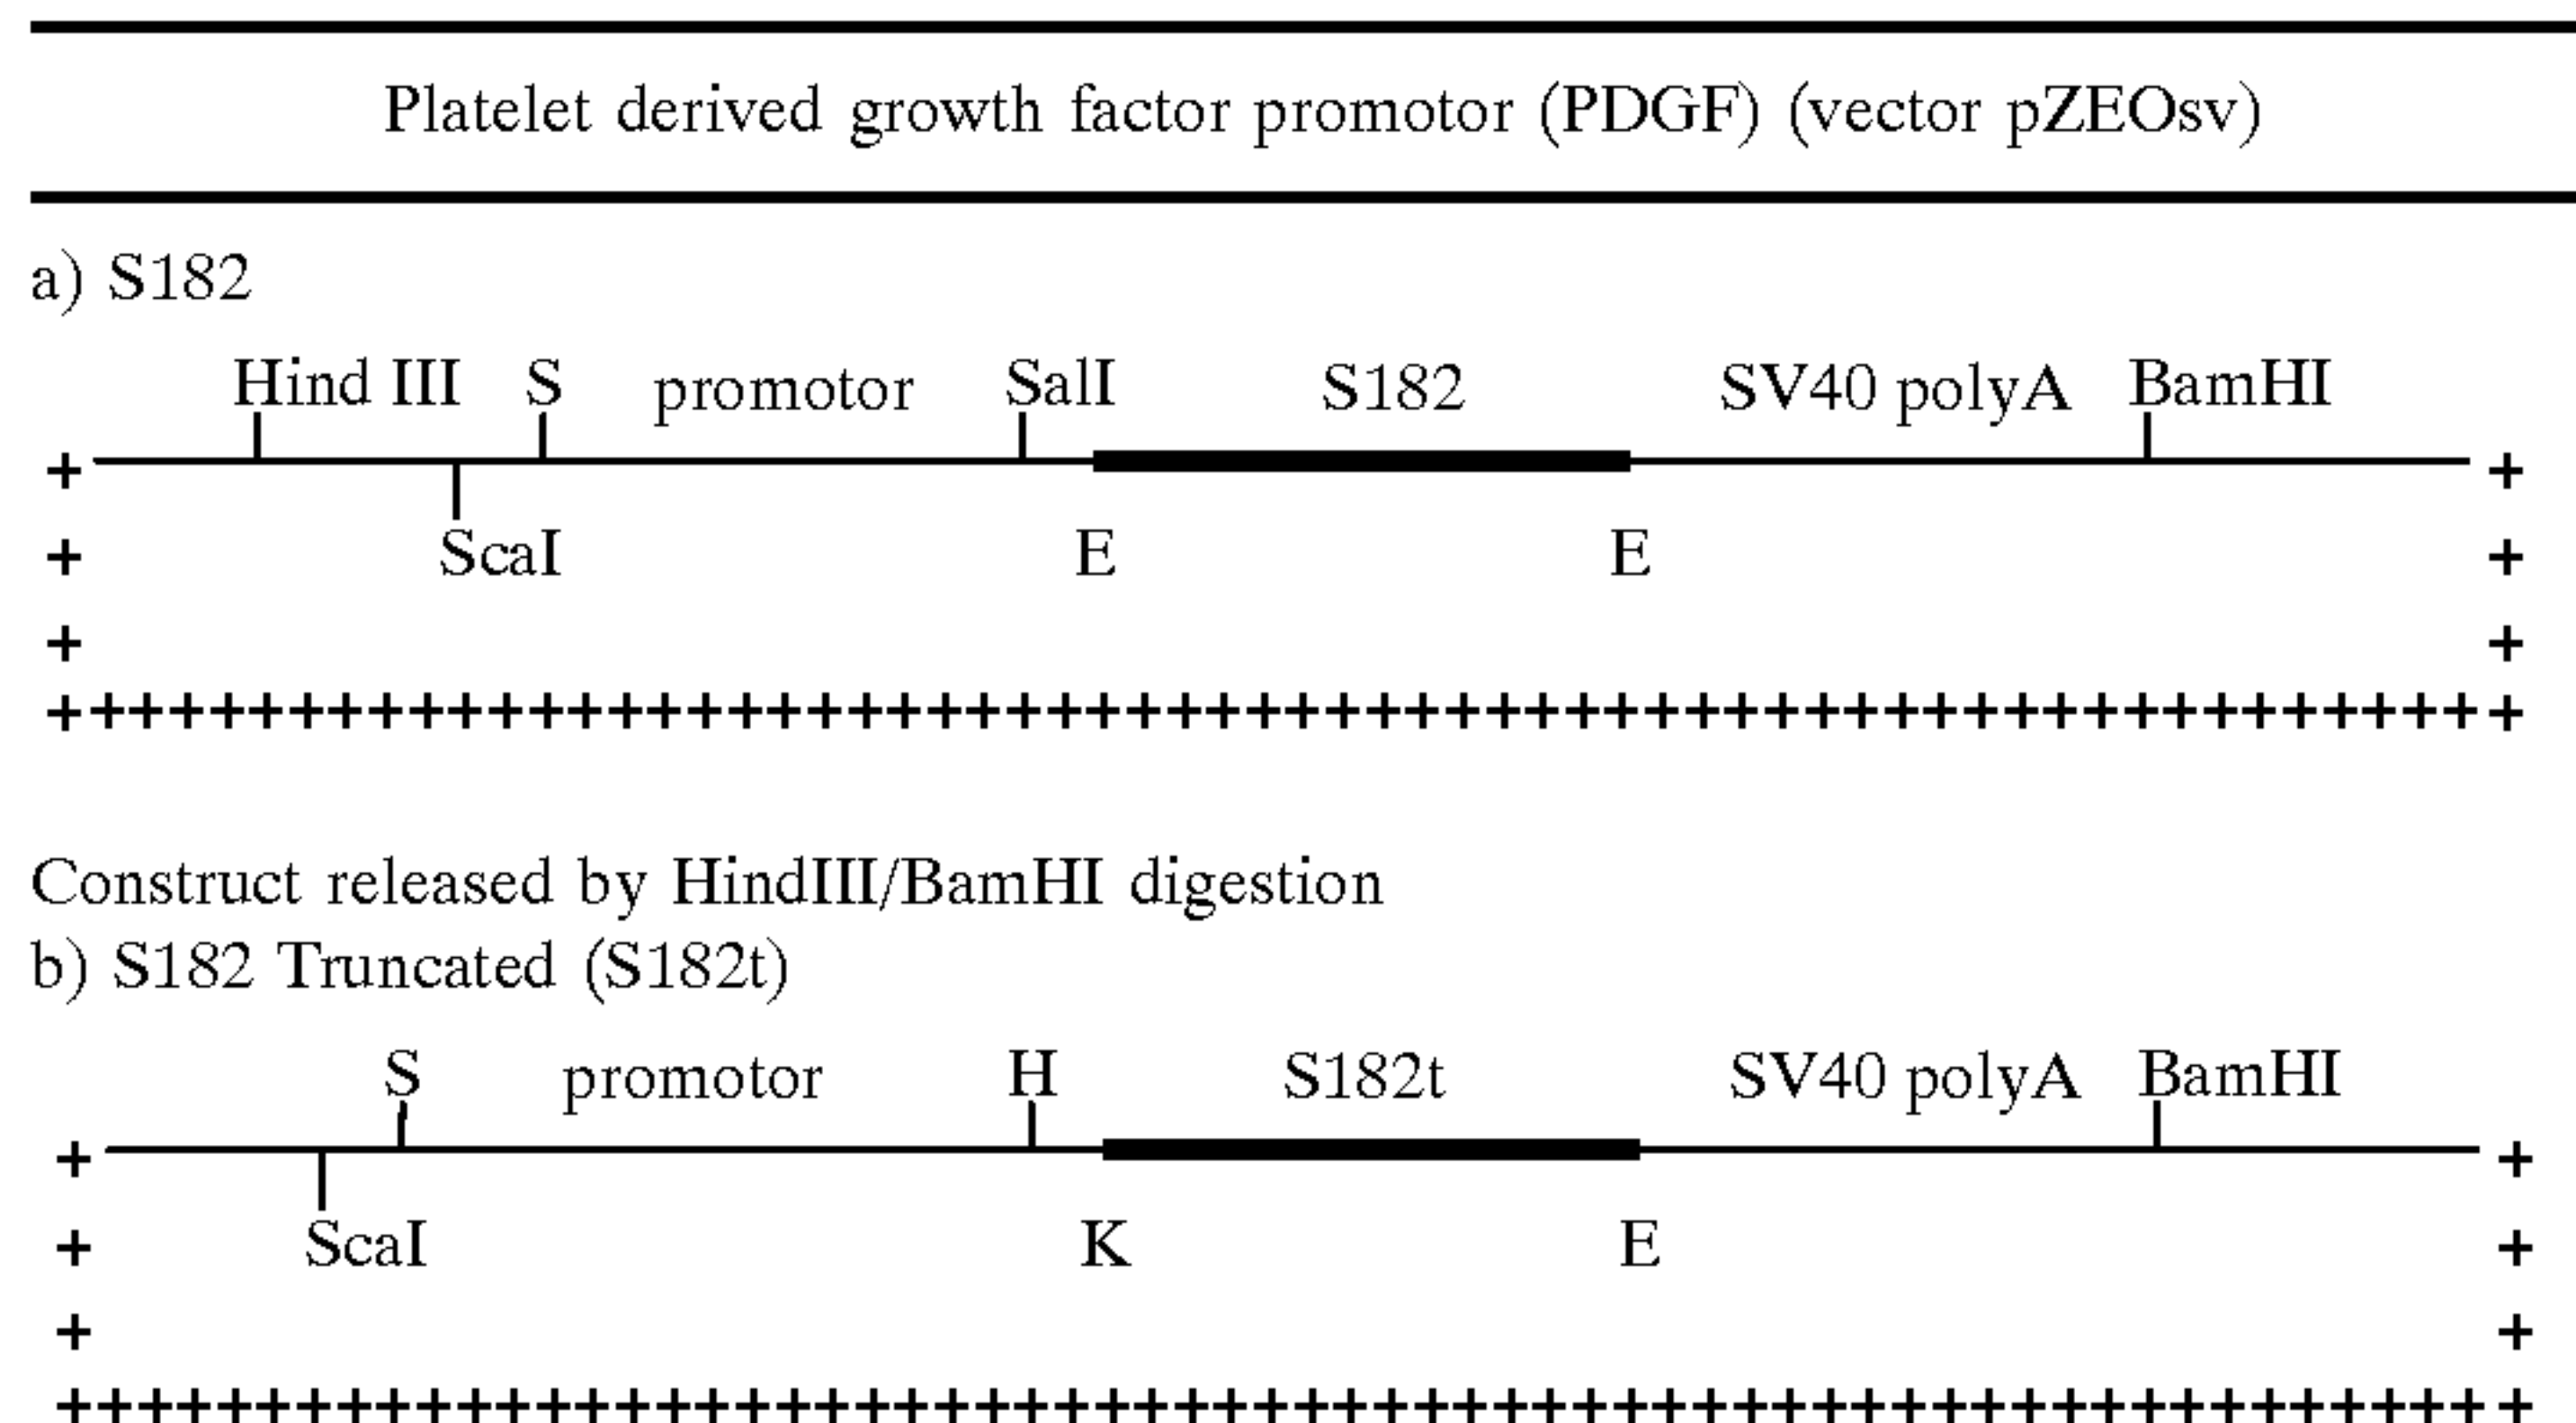 Platelet derived growth factor promotor (PDGF) (vector pZEOsv)
a) S182
Hind III S promotor SalI S182 SV40 polyA BamHI
+ +
+ ScaI E E +
+ +
+++++++++++++++++++++++++++++++++++++++++++++++++++++++++++++++
Construct released by HindIII/BamHI digestion
b) S182 Truncated (S182t)
S promotor H S182t SV40 polyA BamHI
+ +
+ ScaI K E +
+ +
+++++++++++++++++++++++++++++++++++++++++++++++++++++++++++++++